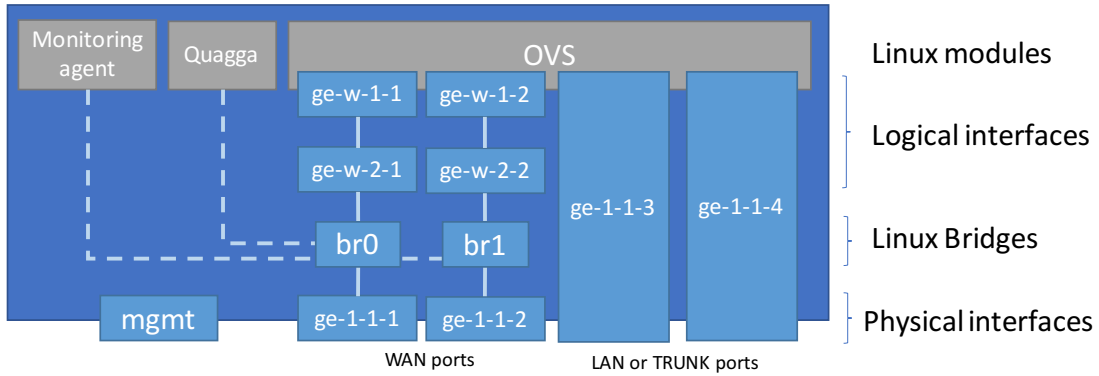 Monitoring
agent
Quagga
OVS
Linux modules
ge-w-1-1
ge-w-1-2
Logical interfaces
ge-w-2-1
ge-w-2-2
ge-1-1-3
ge-1-1-4
br0
br1
Linux Bridges
mgmt
ge-1-1-1
ge-1-1-2
Physical interfaces
WAN ports
LAN or TRUNK ports